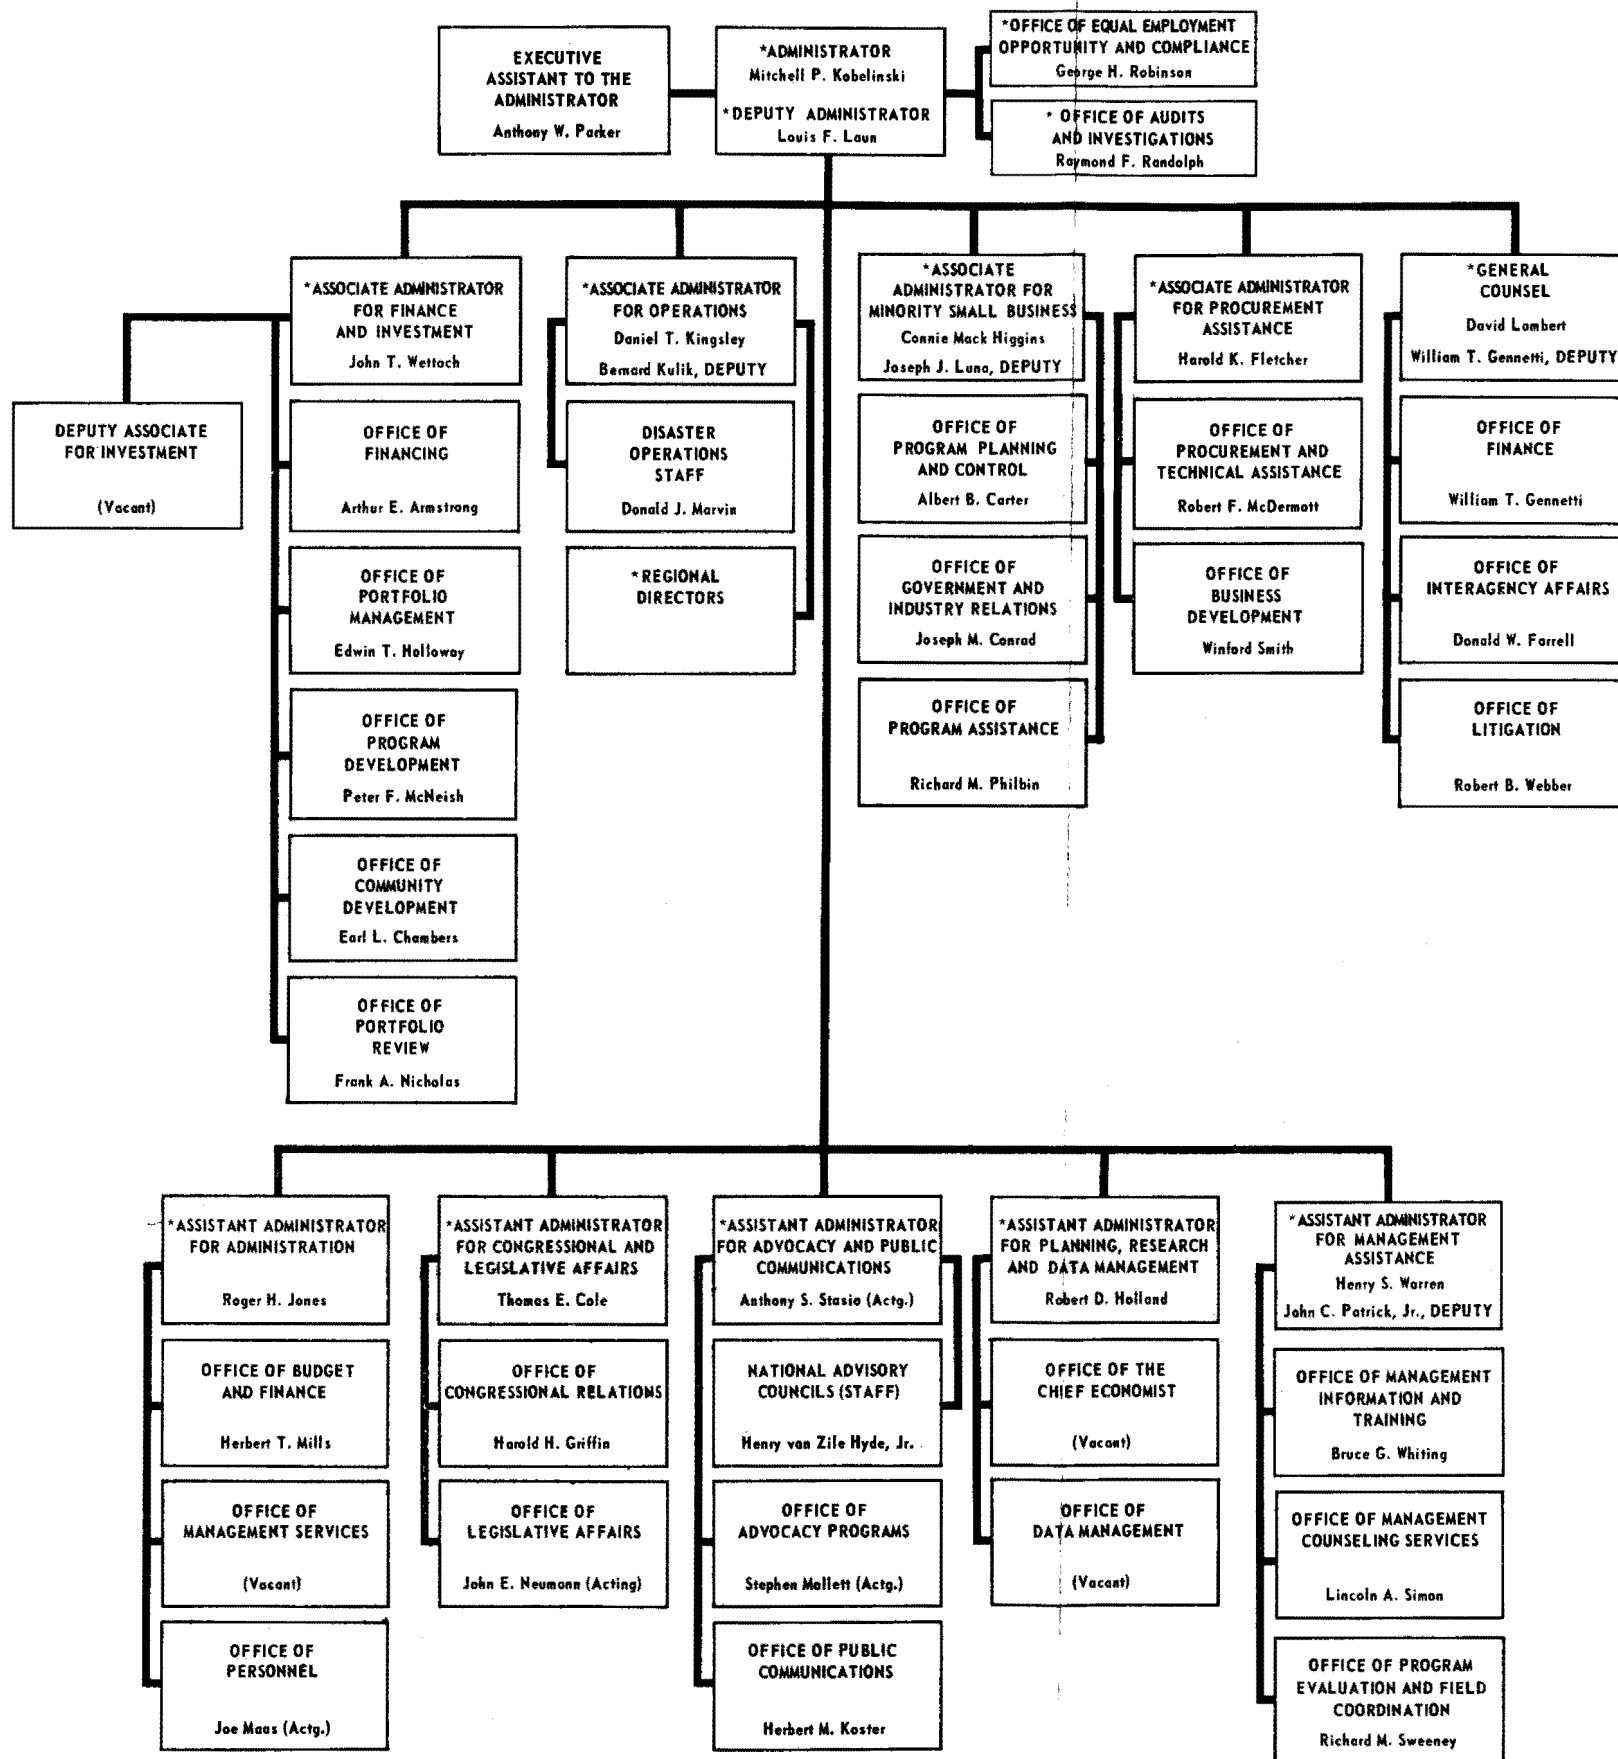 EXECUTIVE
ASSISTANT TO THE
ADMINISTRATOR
Anthony W. Parker
*ADMINISTRATOR
Mitchell P. Kobelinski
*DEPUTY ADMINISTRATOR
Louis F. Laun
*OFFICE OF EQUAL EMPLOYMENT
OPPORTUNITY AND COMPLIANCE
George H. Robinson
* OFFICE OF AUDITS
AND INVESTIGATIONS
Raymond F. Randolph
*ASSOCIATE ADMINISTRATOR
FOR FINANCE
AND INVESTMENT
John T. Wettach
DEPUTY ASSOCIATE
FOR INVESTMENT
(Vacant)
OFFICE OF
FINANCING
Arthur E. Armstrong
OFFICE OF
PORTFOLIO
MANAGEMENT
Edwin T. Holloway
OFFICE OF
PROGRAM
DEVELOPMENT
Peter F. McNeish
OFFICE OF
COMMUNITY
DEVELOPMENT
Earl L. Chambers
OFFICE OF
PORTFOLIO
REVIEW
Frank A. Nicholas
*ASSOCIATE ADMINISTRATOR
FOR OPERATIONS
Daniel T. Kingsley
Bernard Kulik, DEPUTY
DISASTER
OPERATIONS
STAFF
Donald J. Marvin
*REGIONAL
DIRECTORS
*ASSOCIATE
ADMINISTRATOR FOR
MINORITY SMALL BUSINESS
Connie Mack Higgins
Joseph J. Luna, DEPUTY
OFFICE OF
PROGRAM PLANNING
AND CONTROL
Albert B. Carter
OFFICE OF
GOVERNMENT AND
INDUSTRY RELATIONS
Joseph M. Conrad
OFFICE OF
PROGRAM ASSISTANCE
Richard M. Philbin
*ASSOCIATE ADMINISTRATOR
FOR PROCUREMENT
ASSISTANCE
Harold K. Fletcher
OFFICE OF
PROCUREMENT AND
TECHNICAL ASSISTANCE
Robert F. McDermott
OFFICE OF
BUSINESS
DEVELOPMENT
Winford Smith
*GENERAL
COUNSEL
David Lambert
William T. Gennetti, DEPUTY
OFFICE OF
FINANCE
William T. Gennetti
OFFICE OF
INTERAGENCY AFFAIRS
Donald W. Farrell
OFFICE OF
LITIGATION
Robert B. Webber
*ASSISTANT ADMINISTRATOR
FOR ADMINISTRATION
Roger H. Jones
OFFICE OF BUDGET
AND FINANCE
Herbert T. Mills
OFFICE OF
MANAGEMENT SERVICES
(Vacant)
OFFICE OF
PERSONNEL
Joe Maas (Actg.)
*ASSISTANT ADMINISTRATOR
FOR CONGRESSIONAL AND
LEGISLATIVE AFFAIRS
Thomas E. Cole
OFFICE OF
CONGRESSIONAL RELATIONS
Harold H. Griffin
OFFICE OF
LEGISLATIVE AFFAIRS
John E. Neumann (Acting)
*ASSISTANT ADMINISTRATOR
FOR ADVOCACY AND PUBLIC
COMMUNICATIONS
Anthony S. Stasio (Actg.)
NATIONAL ADVISORY
COUNCILS (STAFF)
Henry van Zile Hyde, Jr.
OFFICE OF
ADVOCACY PROGRAMS
Stephen Mallett (Actg.)
OFFICE OF PUBLIC
COMMUNICATIONS
Herbert M. Koster
*ASSISTANT ADMINISTRATOR
FOR PLANNING, RESEARCH
AND DATA MANAGEMENT
Robert D. Holland
OFFICE OF THE
CHIEF ECONOMIST
(Vacant)
OFFICE OF
DATA MANAGEMENT
(Vacant)
*ASSISTANT ADMINISTRATOR
FOR MANAGEMENT
ASSISTANCE
Henry S. Warren
John C. Patrick, Jr., DEPUTY
OFFICE OF MANAGEMENT
INFORMATION AND
TRAINING
Bruce G. Whiting
OFFICE OF MANAGEMENT
COUNSELING SERVICES
Lincoln A. Simon
OFFICE OF PROGRAM
EVALUATION AND FIELD
COORDINATION
Richard M. Sweeney